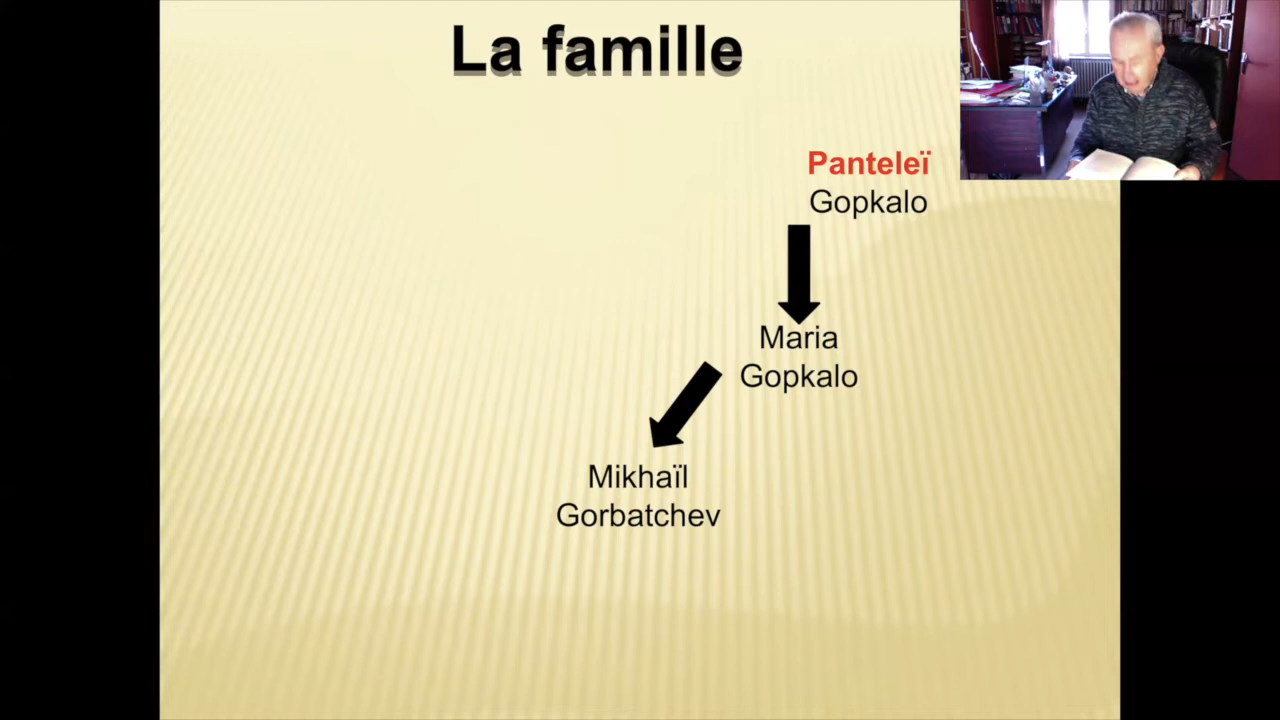 La famille
Panteleï
Gopkalo
Maria
Gopkalo
Mikhaïl
Gorbatchev